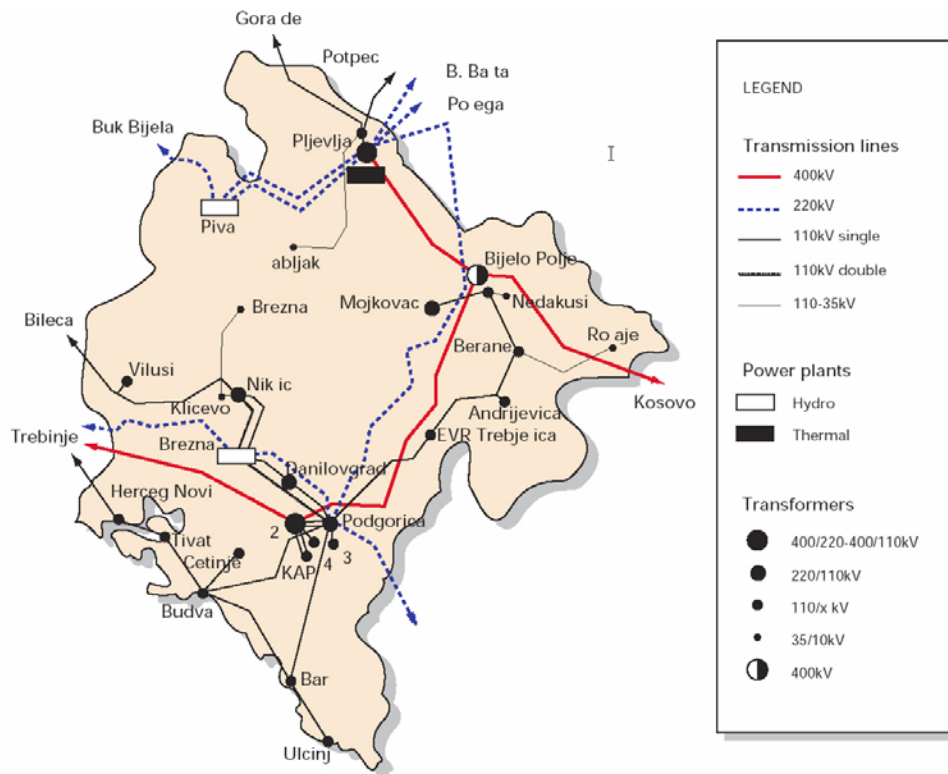 Gora de
Potpec
B. Ba ta
Po ega
Buk Bijela
Pljevlja
Piva
abljak
Bijelo Polje
Mojkovac
Nedakusi
Brezna
Bileca
Berane
Ro aje
Vilusi
Nik ic
Klicevo
Kosovo
Andrijevica
Trebinje
Brezna
EVR Trebje ica
Danilovgrad
Herceg Novi
Podgorica
2
Tivat
Cetinje
KAP
4
3
Budva
Bar
Ulcinj
LEGEND
Transmission lines
400kV
220kV
110kV single
110kV double
110-35kV
Power plants
Hydro
Thermal
Transformers
400/220-400/110kV
220/110kV
110/x kV
35/10kV
400kV